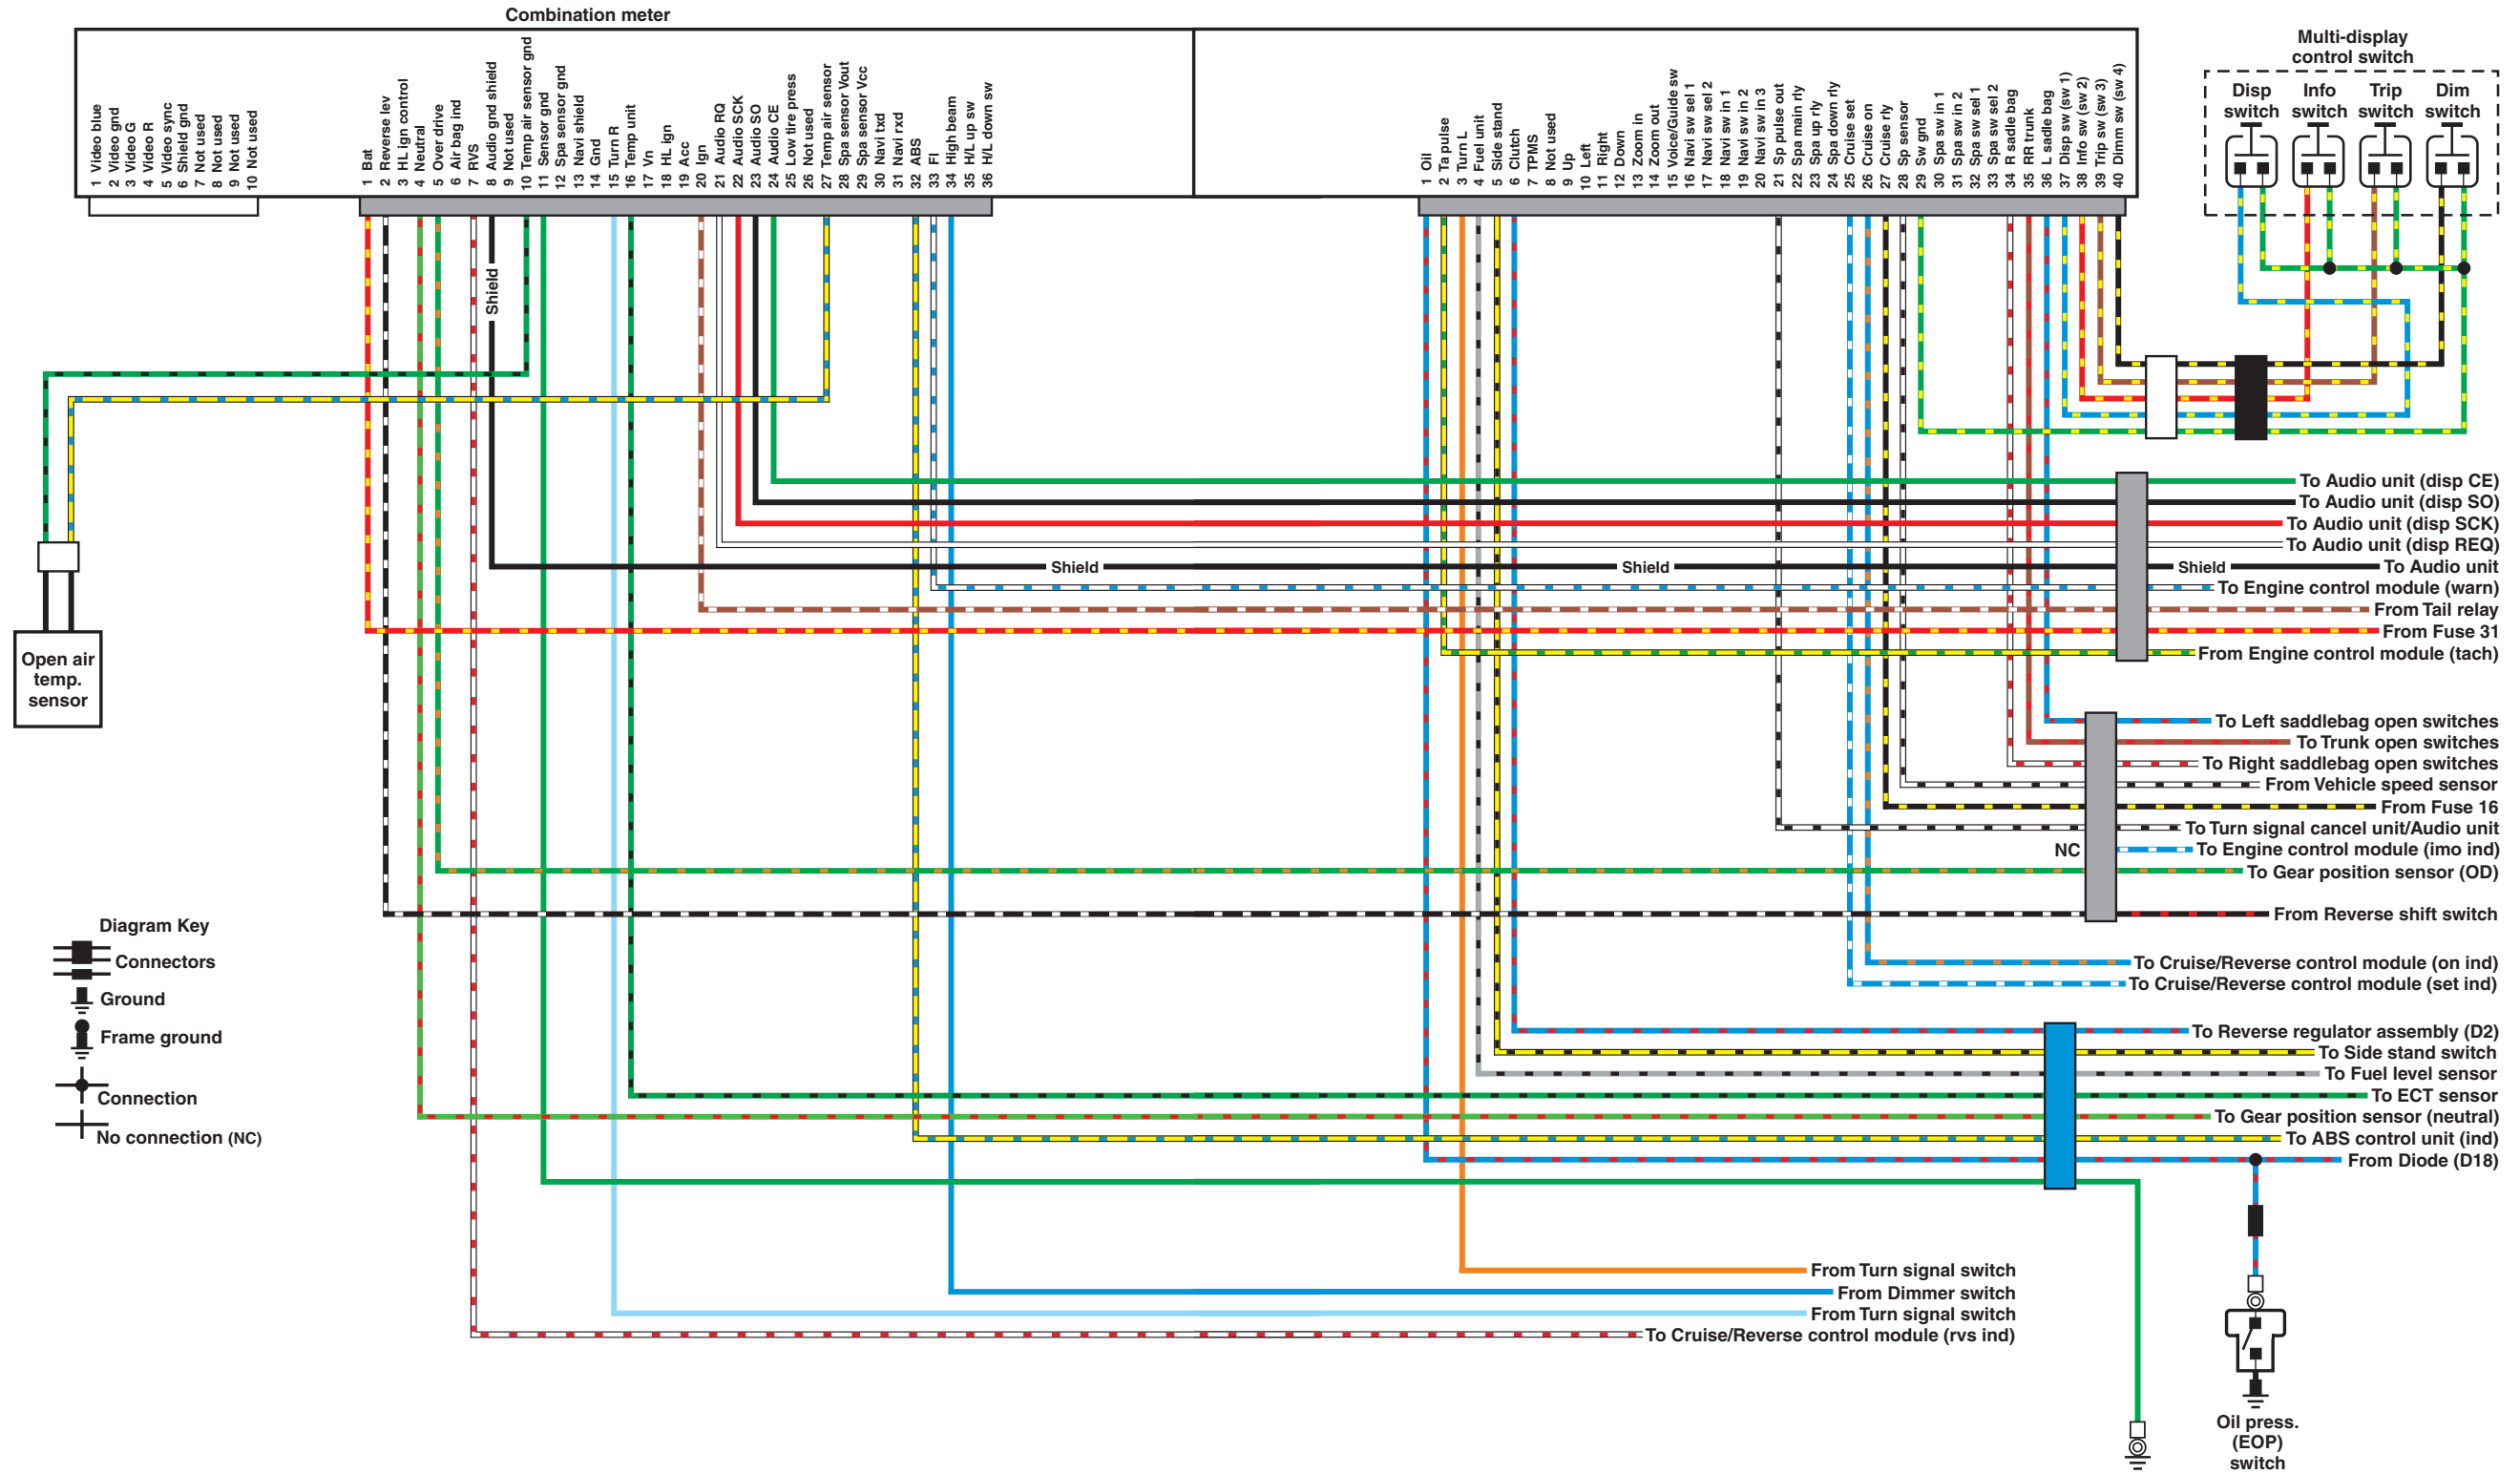 Combination meter
1 Video blue
2 Video gnd
3 Video G
4 Video R
5 Video sync
6 Shield gnd
7 Not used
8 Not used
9 Not used
10 Not used
1 Bat
2 Reverse lev
3 HL ign control
4 Neutral
5 Over drive
6 Air bag ind
7 RVS
8 Audio gnd shield
9 Not used
10 Temp air sensor gnd
11 Sensor gnd
12 Spa sensor gnd
13 Navi shield
14 Gnd
15 Turn R
16 Temp unit
17 Vn
18 HL ign
19 Acc
20 Ign
21 Audio RQ
22 Audio SCK
23 Audio SO
24 Audio CE
25 Low tire press
26 Not used
27 Temp air sensor
28 Spa sensor Vout
29 Spa sensor Vcc
30 Navi txd
31 Navi rxd
32 ABS
33 FI
34 High beam
35 H/L up sw
36 H/L down sw
1 Oil
2 Ta pulse
3 Turn L
4 Fuel unit
5 Side stand
6 Clutch
7 TPMS
8 Not used
9 Up
10 Left
11 Right
12 Down
13 Zoom in
14 Zoom out
15 Voice/Guide sw
16 Navi sw sel 1
17 Navi sw sel 2
18 Navi sw in 1
19 Navi sw in 2
20 Navi sw in 3
21 Sp pulse out
22 Spa main rly
23 Spa up rly
24 Spa down rly
25 Cruise set
26 Cruise on
27 Cruise rly
28 Sp sensor
29 Sw gnd
30 Spa sw in 1
31 Spa sw in 2
32 Spa sw sel 1
33 Spa sw sel 2
34 R saddle bag
35 RR trunk
36 L sadle bag
37 Disp sw (sw 1)
38 Info sw (sw 2)
39 Trip sw (sw 3)
40 Dimm sw (sw 4)
Multi-display
control switch
Disp
switch
Info
switch
Trip
switch
Dim
switch
Shield
To Audio unit (disp CE)
To Audio unit (disp SO)
To Audio unit (disp SCK)
To Audio unit (disp REQ)
Shield
Shield
Shield
To Audio unit
To Engine control module (warn)
From Tail relay
From Fuse 31
From Engine control module (tach)
Open air
temp.
sensor
To Left saddlebag open switches
To Trunk open switches
To Right saddlebag open switches
From Vehicle speed sensor
From Fuse 16
To Turn signal cancel unit/Audio unit
NC
To Engine control module (imo ind)
To Gear position sensor (OD)
From Reverse shift switch
To Cruise/Reverse control module (on ind)
To Cruise/Reverse control module (set ind)
Diagram Key
Connectors
Ground
Frame ground
Connection
No connection (NC)
To Reverse regulator assembly (D2)
To Side stand switch
To Fuel level sensor
To ECT sensor
To Gear position sensor (neutral)
To ABS control unit (ind)
From Diode (D18)
From Turn signal switch
From Dimmer switch
From Turn signal switch
To Cruise/Reverse control module (rvs ind)
Oil press.
(EOP)
switch